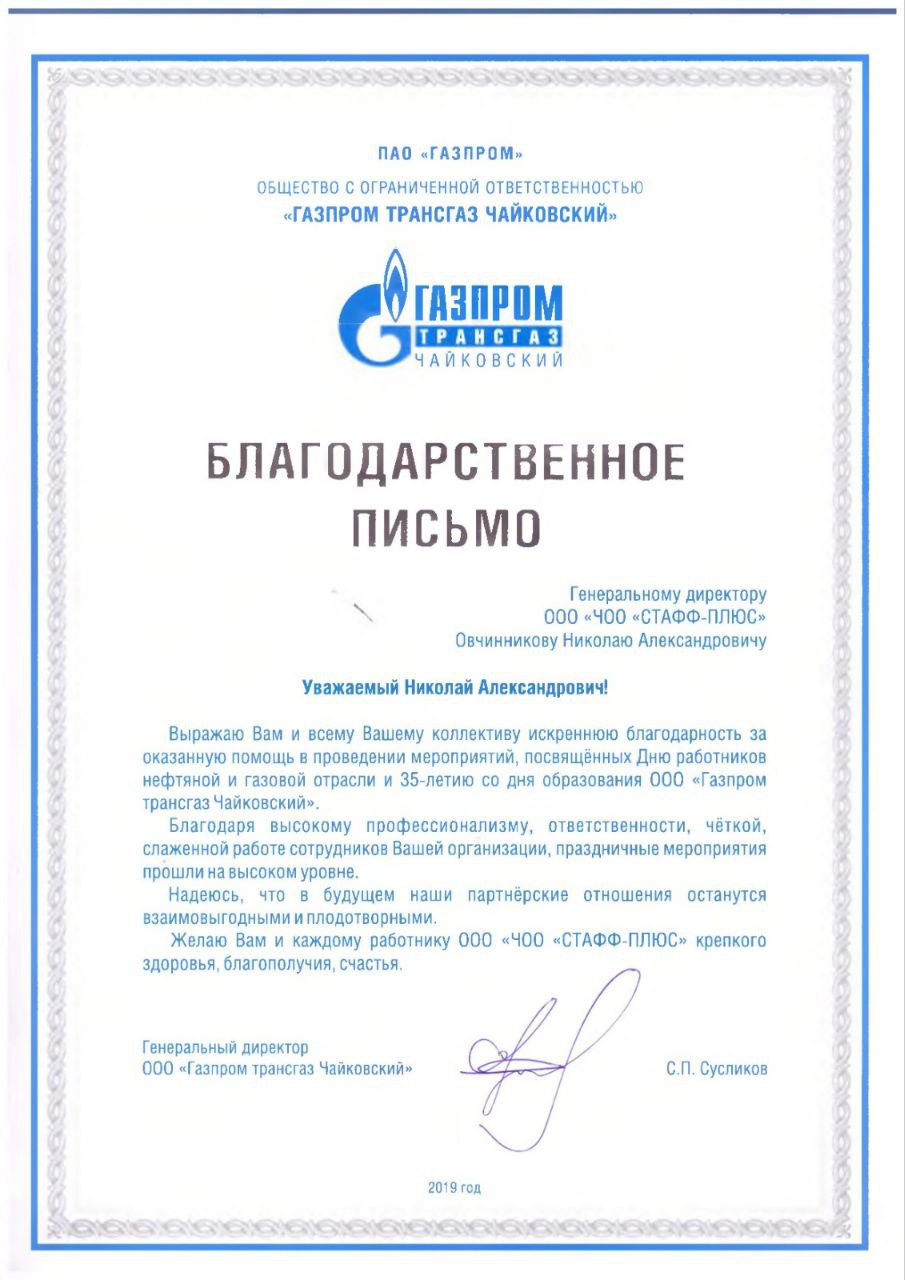 ПАО «ГАЗПРОМ»
ОБЩЕСТВО С ОГРАНИЧЕННОЙ ОТВЕТСТВЕННОСТЬЮ
«ГАЗПРОМ ТРАНСГАЗ ЧАЙКОВСКИЙ»
ГАЗПРОМ
ТРАНСГАЗ
ЧАЙКОВСКИЙ
БЛАГОДАРСТВЕННОЕ
ПИСЬМО
Генеральному директору
ООО «ЧОО «СТАФФ-ПЛЮС»
Овчинникову Николаю Александровичу
Уважаемый Николай Александрович!
Выражаю Вам и всему Вашему коллективу искреннюю благодарность за
оказанную помощь в проведении мероприятий, посвящённых Дню работников
нефтяной и газовой отрасли и 35-летию со дня образования ООО «Газпром
трансгаз Чайковский».
Благодаря высокому профессионализму, ответственности, чёткой,
слаженной работе сотрудников Вашей организации, праздничные мероприятия
прошли на высоком уровне.
Надеюсь, что в будущем наши партнёрские отношения останутся
взаимовыгодными и плодотворными.
Желаю Вам и каждому работнику ООО «ЧОО «СТАФФ-ПЛЮС» крепкого
здоровья, благополучия, счастья.
Генеральный директор
ООО «Газпром трансгаз Чайковский»
С.П. Сусликов
2019 год